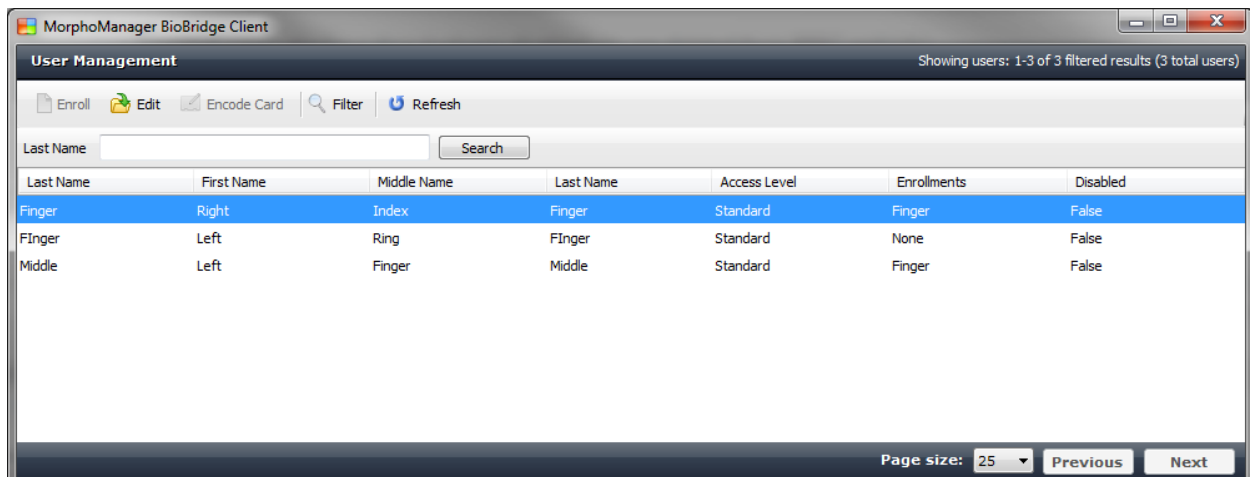 MorphoManager BioBridge Client
User Management Showing users: 1-3 of 3 filtered results (3 total users)
Enroll Edit Encode Card Filter Refresh
Last Name Search
Last Name First Name Middle Name Last Name Access Level Enrollments Disabled
Finger Right Index Finger Standard Finger False
FInger Left Ring FInger Standard None False
Middle Left Finger Middle Standard Finger False
Page size: 25 Previous Next